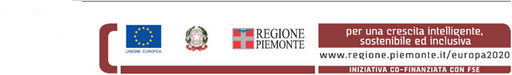 UNIONE EUROPEA
REGIONE
PIEMONTE
per una crescita intelligente,
sostenibile ed inclusiva
www.regione.piemonte.it/europa2020
INIZIATIVA CO-FINANZIATA CON FSE